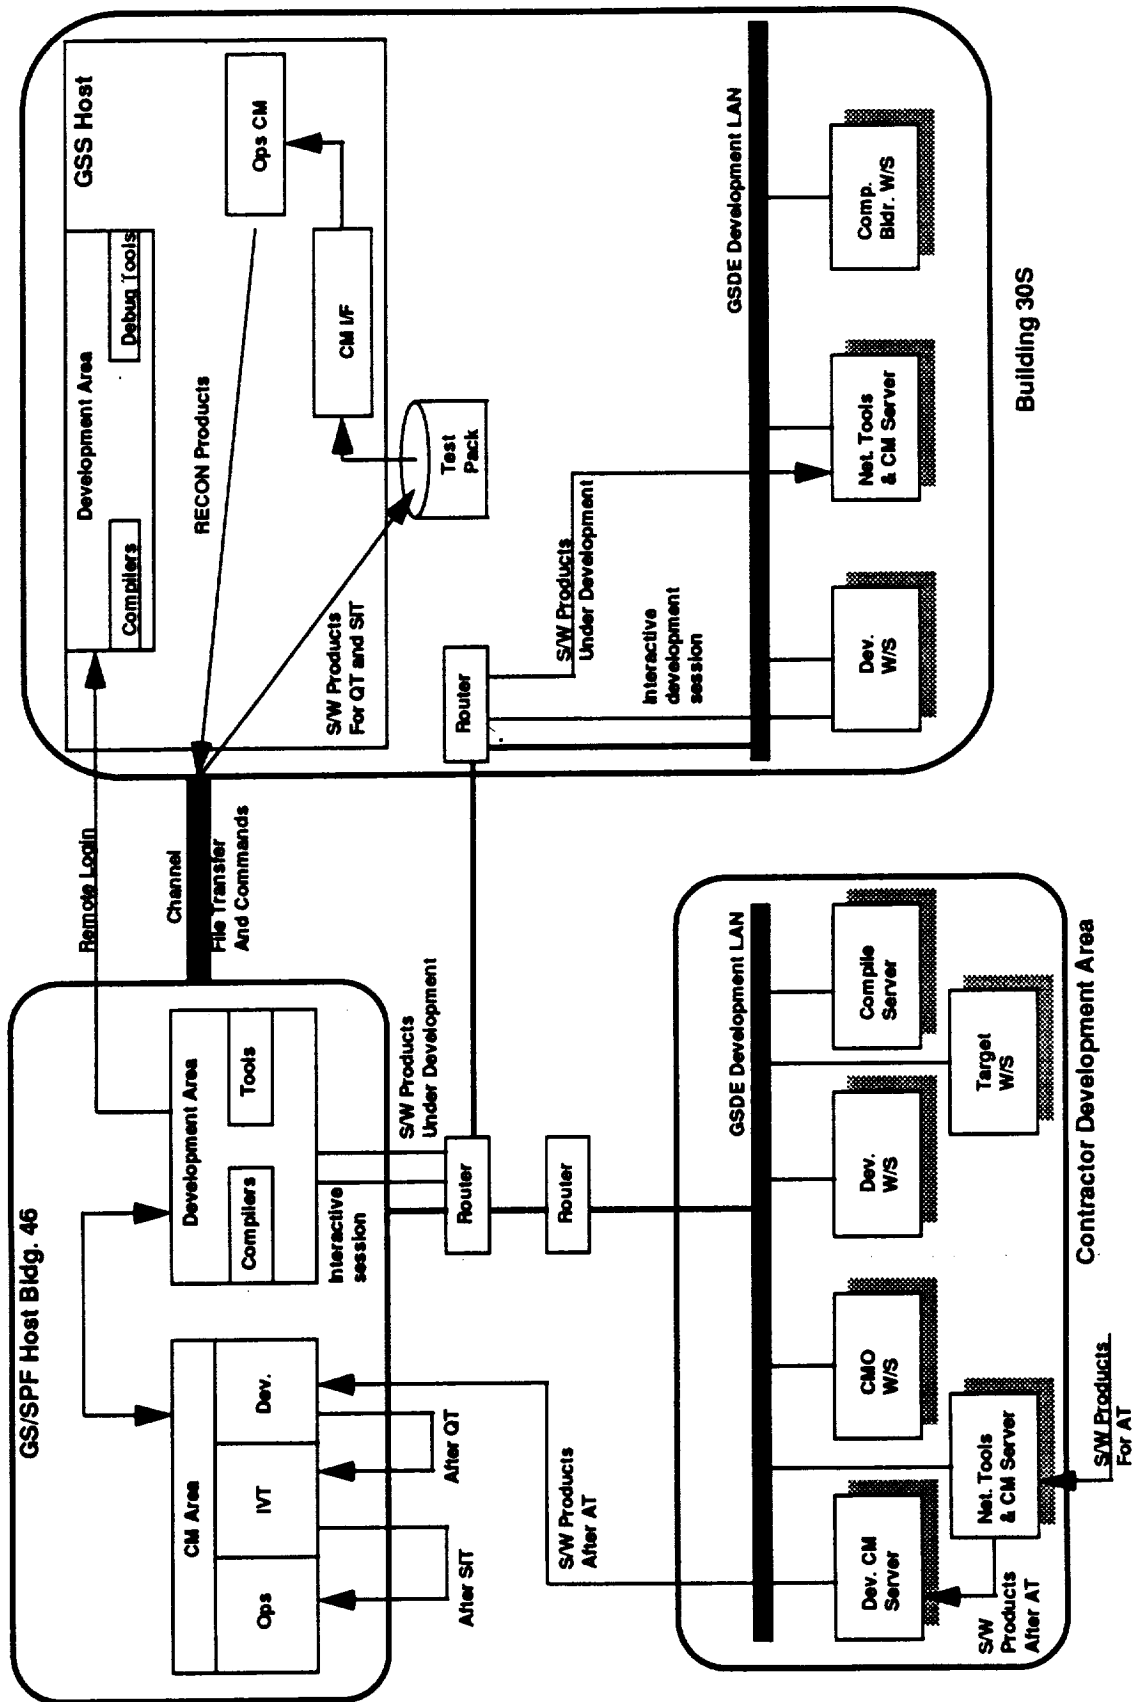 GS/SPF Host Bldg. 46
CM Area
Ops
IVT
Dev.
After SIT
After QT
Development Area
Compilers
Tools
Interactive
session
S/W Products
Under Development
Router
Router
S/W Products
After AT
Remote Login
Channel
File Transfer
And Commands
GSS Host
Development Area
Compilers
Debug Tools
RECON Products
Ops CM
CM I/F
Test
Pack
S/W Products
For QT and SIT
Router
S/W Products
Under Development
Interactive
development
session
GSDE Development LAN
Dev.
W/S
Net. Tools
& CM Server
Comp.
Bldr. W/S
Building 30S
GSDE Development LAN
Dev. CM
Server
CMO
W/S
Dev.
W/S
Compile
Server
Net. Tools
& CM Server
Target
W/S
S/W
Products
After AT
S/W Products
For AT
Contractor Development Area